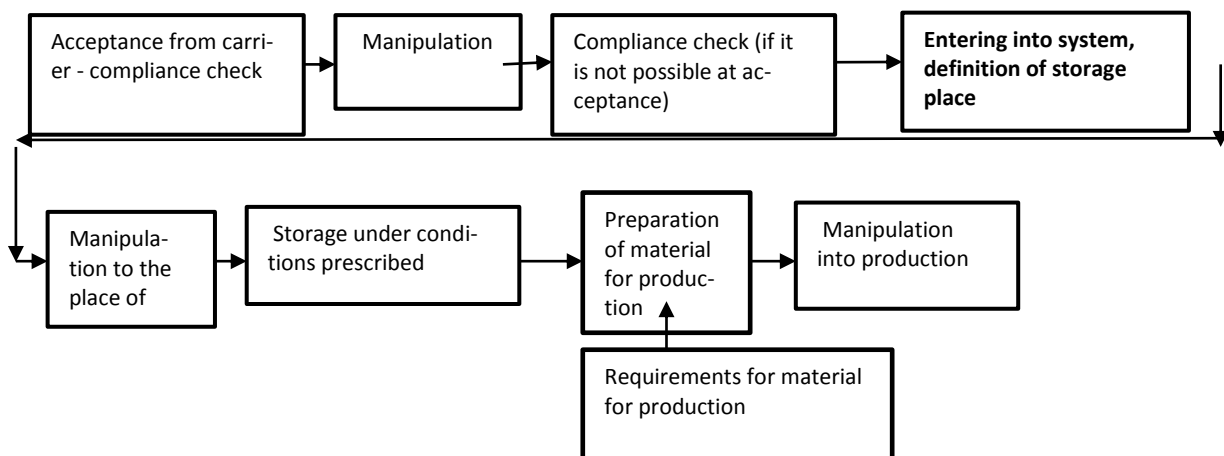 Acceptance from carri-
er - compliance check
Manipulation
Compliance check (if it
is not possible at ac-
ceptance)
Entering into system,
definition of storage
place
Manipula-
tion to the
place of
Storage under condi-
tions prescribed
Preparation
of material
for produc-
tion
Manipulation
into production
Requirements for material
for production